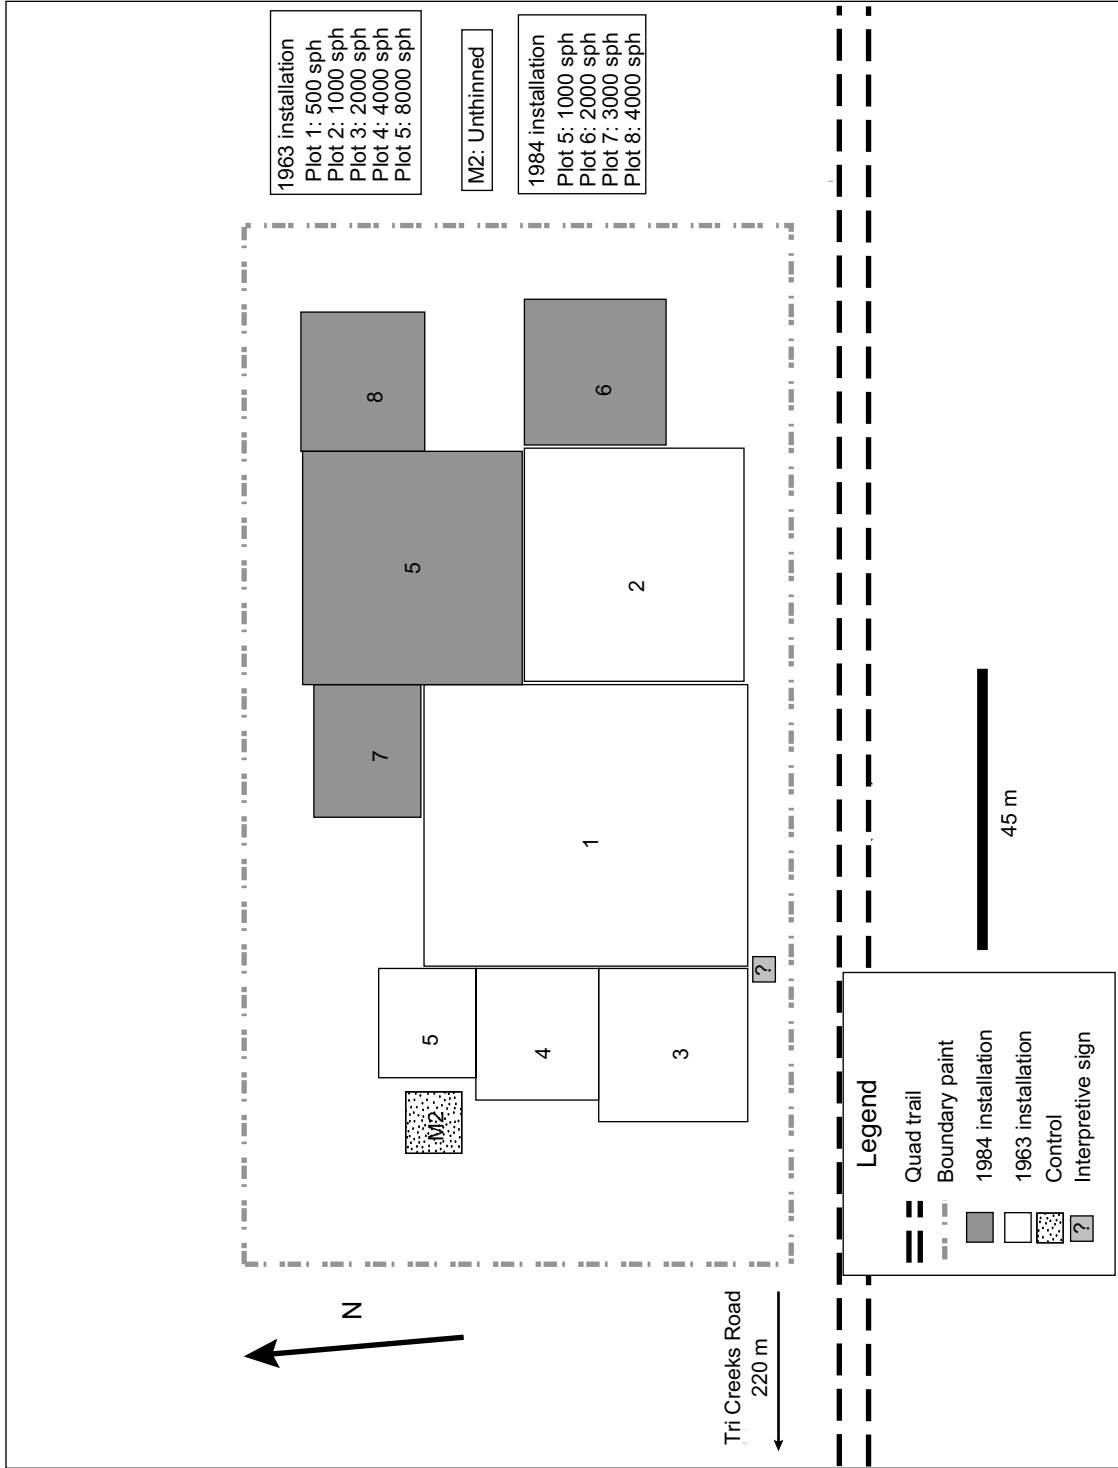 1963 installation
Plot 1: 500 sph
Plot 2: 1000 sph
Plot 3: 2000 sph
Plot 4: 4000 sph
Plot 5: 8000 sph
M2: Unthinned
1984 installation
Plot 5: 1000 sph
Plot 6: 2000 sph
Plot 7: 3000 sph
Plot 8: 4000 sph
8
6
5
2
7
1
5
4
3
M2
?
N
Tri Creeks Road
220 m
45 m
Legend
Quad trail
Boundary paint
1984 installation
1963 installation
Control
? Interpretive sign